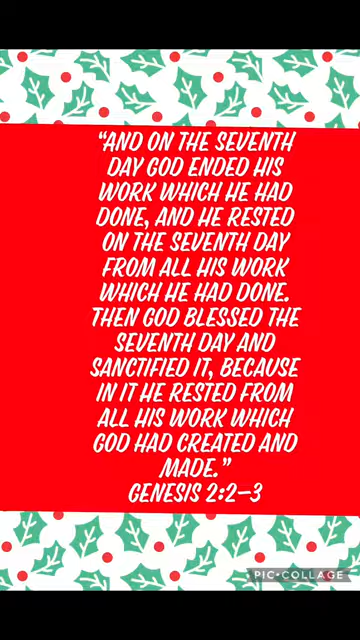 “AND ON THE SEVENTH
DAY GOD ENDED HIS
WORK WHICH HE HAD
DONE, AND HE RESTED
ON THE SEVENTH DAY
FROM ALL HIS WORK
WHICH HE HAD DONE.
THEN GOD BLESSED THE
SEVENTH DAY AND
SANCTIFIED IT, BECAUSE
IN IT HE RESTED FROM
ALL HIS WORK WHICH
GOD HAD CREATED AND
MADE.”
GENESIS 2:2–3
PIC•COLLAGE